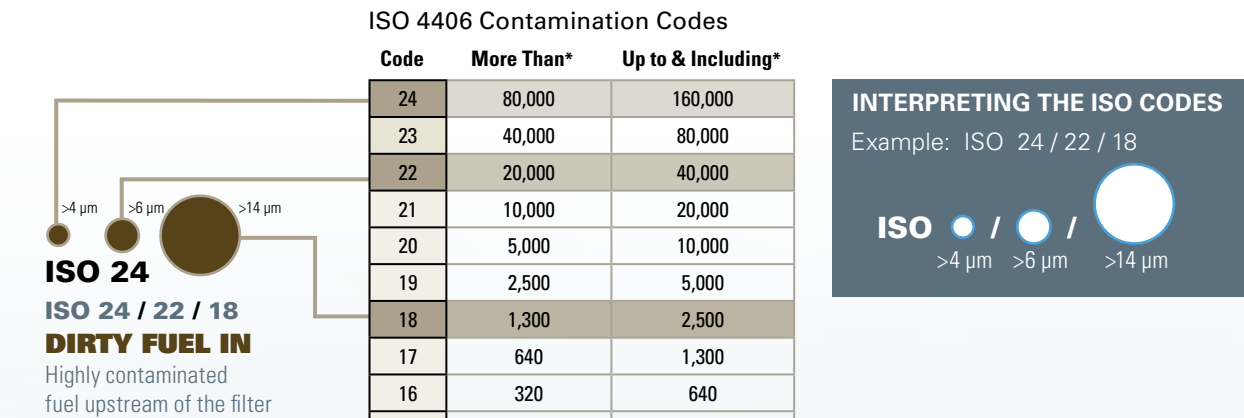 ISO 4406 Contamination Codes
Code More Than* Up to & Including*
24 80,000 160,000
23 40,000 80,000
22 20,000 40,000
21 10,000 20,000
20 5,000 10,000
19 2,500 5,000
18 1,300 2,500
17 640 1,300
16 320 640
>4 µm >6 µm >14 µm
ISO 24
ISO 24 / 22 / 18
DIRTY FUEL IN
Highly contaminated
fuel upstream of the filter
INTERPRETING THE ISO CODES
Example: ISO 24 / 22 / 18
ISO / /
>4 µm >6 µm >14 µm